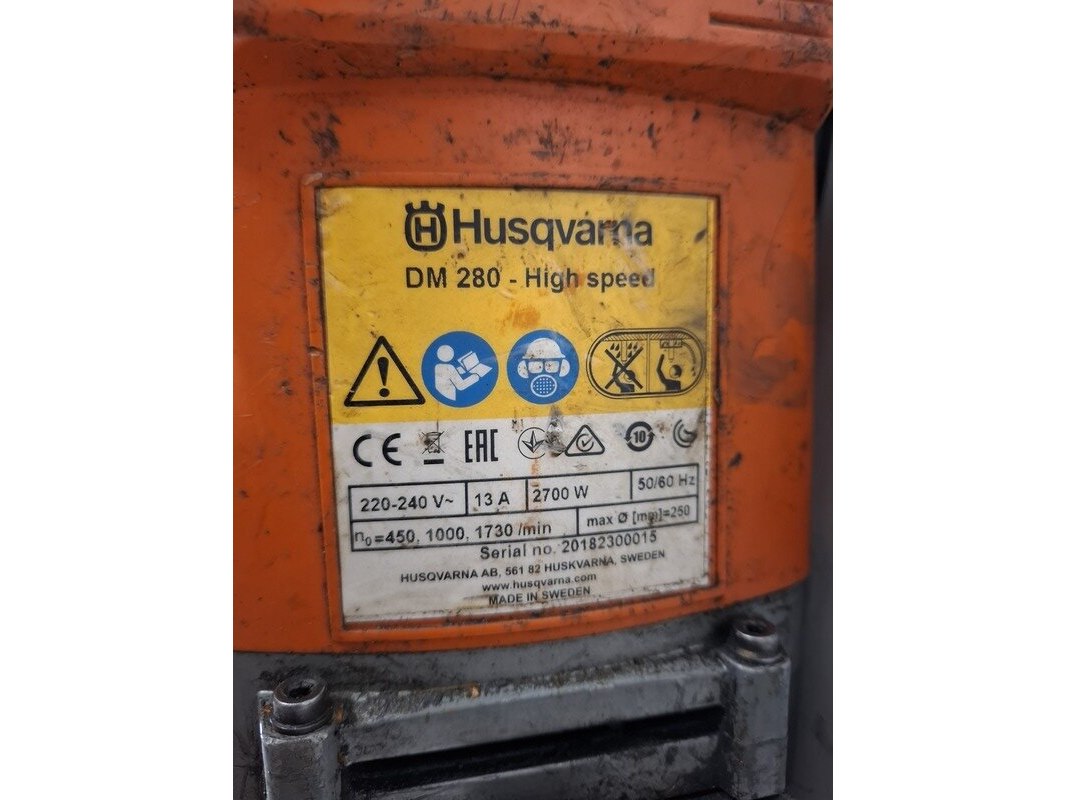 Husqvarna
DM 280 - High speed
CE EAC 10
220-240 V~ 13 A 2700 W 50/60 Hz
n₀=450, 1000, 1730 /min max Ø [mm]=250
Serial no. 20182300015
HUSQVARNA AB, 561 82 HUSKVARNA, SWEDEN
www.husqvarna.com
MADE IN SWEDEN